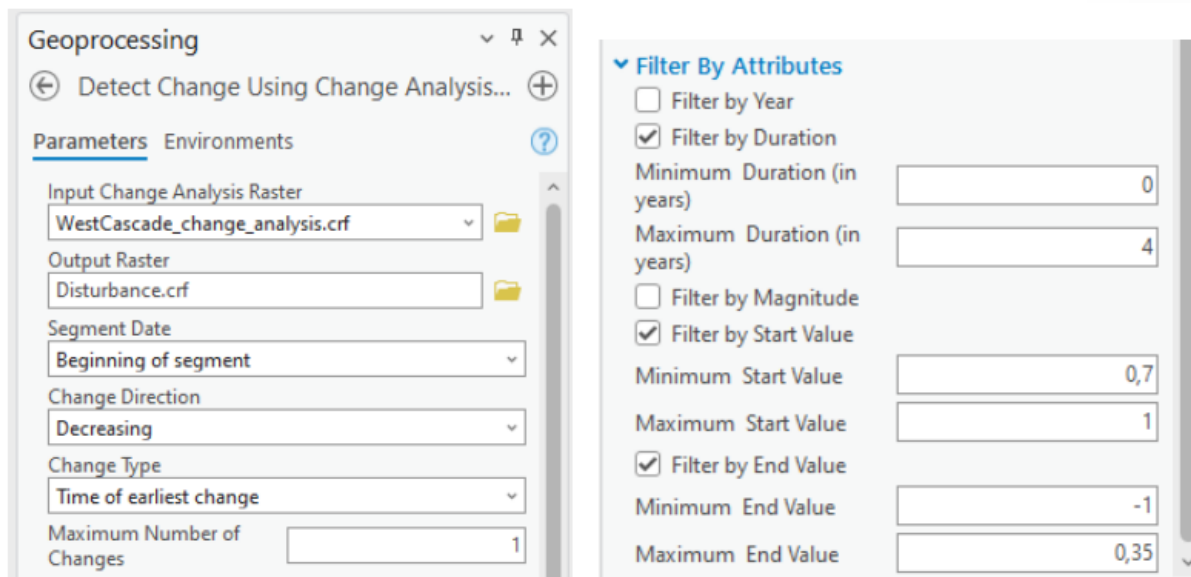 Geoprocessing
Detect Change Using Change Analysis...
Parameters Environments
?
Input Change Analysis Raster
WestCascade_change_analysis.crf
Output Raster
Disturbance.crf
Segment Date
Beginning of segment
Change Direction
Decreasing
Change Type
Time of earliest change
Maximum Number of
Changes
1
Filter By Attributes
Filter by Year
Filter by Duration
Minimum Duration (in
years)
0
Maximum Duration (in
years)
4
Filter by Magnitude
Filter by Start Value
Minimum Start Value 0,7
Maximum Start Value 1
Filter by End Value
Minimum End Value -1
Maximum End Value 0,35